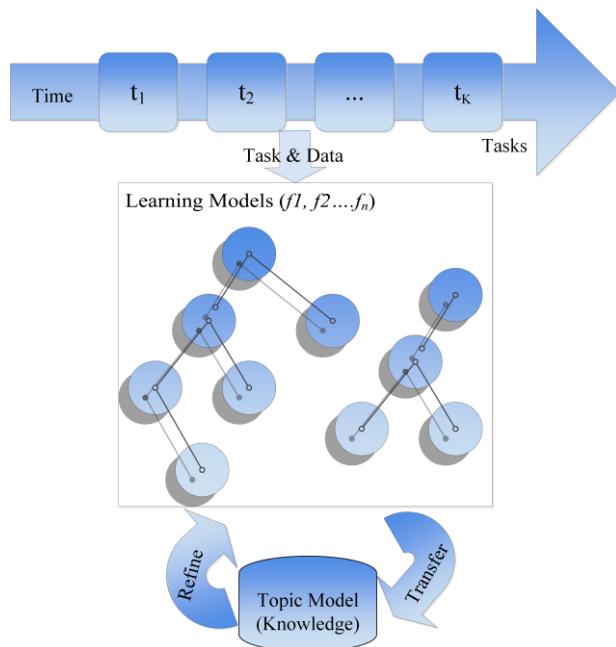 Time
t1
t2
...
tK
Tasks
Task & Data
Learning Models (f1, f2....fn)
Refine
Transfer
Topic Model
(Knowledge)